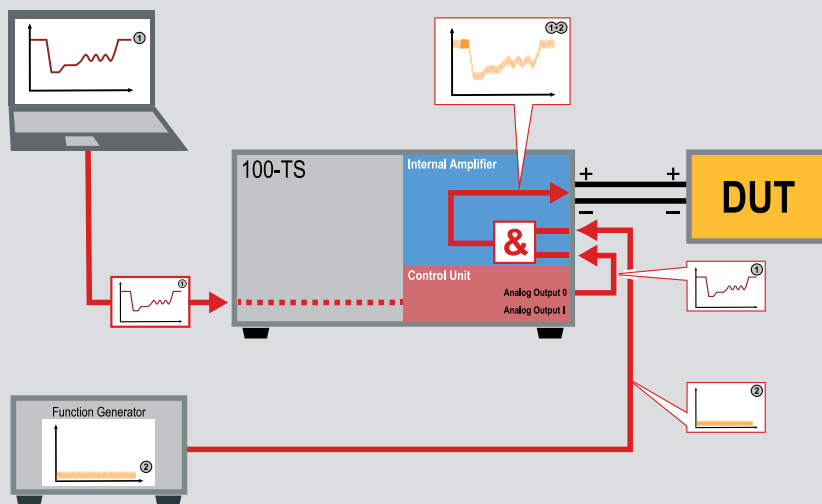 ①
①+②
100-TS
Internal Amplifier
+ +
DUT
− −
&
Control Unit
①
Analog Output 0
Analog Output I
①
Function Generator
②
②